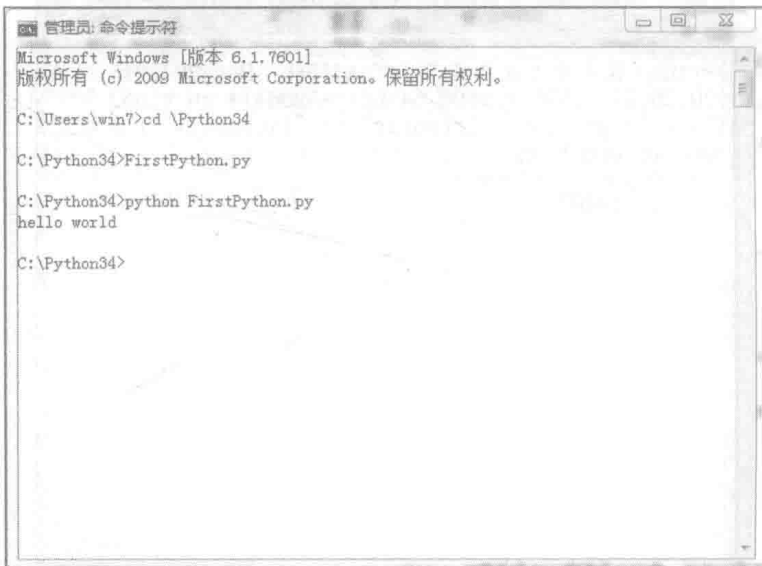 管理员: 命令提示符
Microsoft Windows [版本 6.1.7601]
版权所有 (c) 2009 Microsoft Corporation。保留所有权利。
C:\Users\win7>cd \Python34
C:\Python34>FirstPython.py
C:\Python34>python FirstPython.py
hello world
C:\Python34>